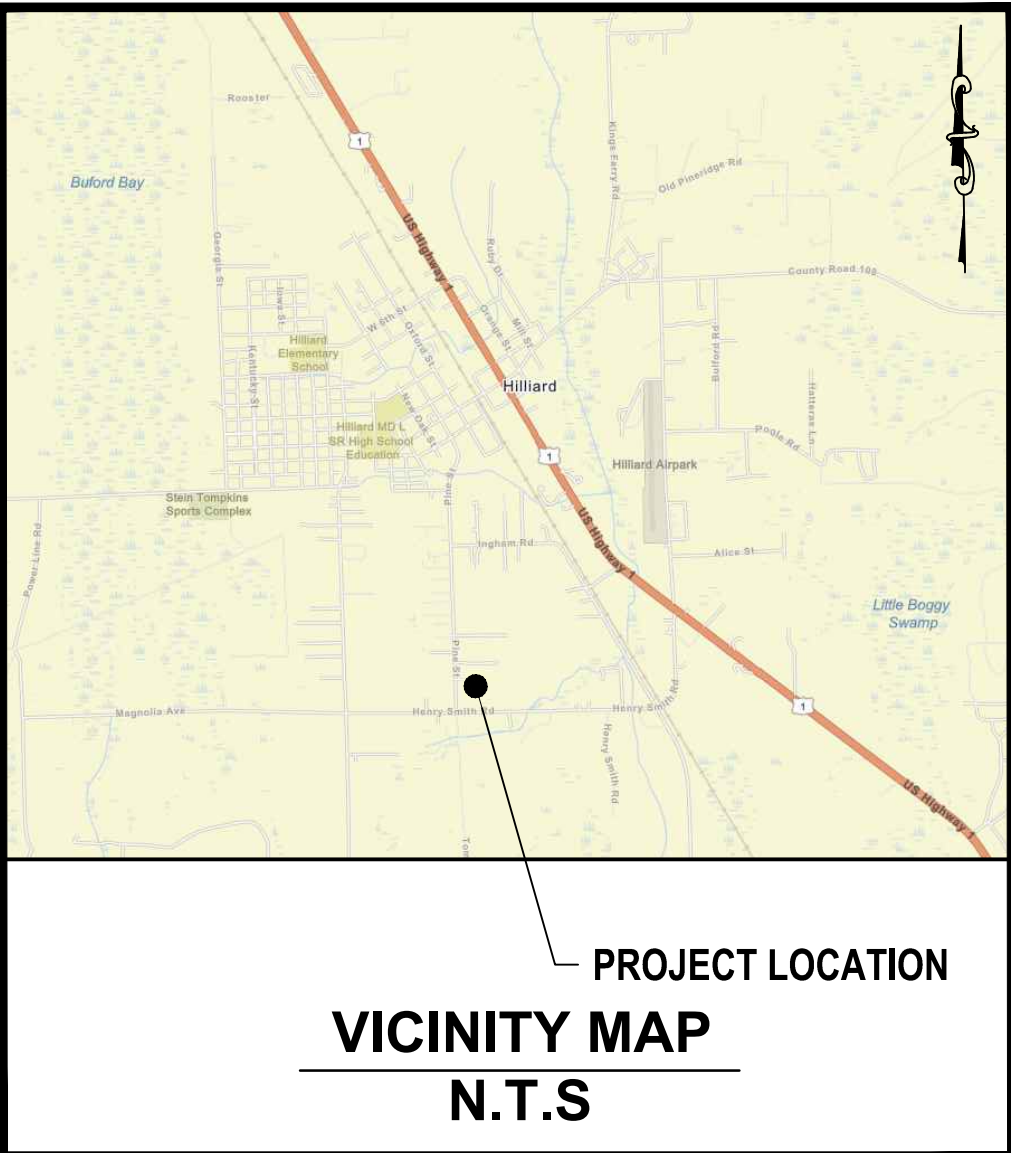 Rooster
1
Buford Bay
Kings Ferry Rd
Old Pineridge Rd
US Highway 1
Georgia St
Ruby Dr
County Road 108
Iowa St
W 6th St
Orange St
Mill St
Oxford St
Hilliard
Elementary
School
Kentucky St
Hilliard
Bulford Rd
Hatteras Ln
New Oak St
Hilliard MD L
SR High School
Education
Poole Rd
1
Hilliard Airpark
Pine St
Stein Tompkins
Sports Complex
US Highway 1
Power Line Rd
Ingham Rd
Alice St
Little Boggy
Swamp
Pine St
Magnolia Ave
Henry Smith Rd
Henry Smith Rd
1
Henry Smith Rd
US Highway 1
Tom
PROJECT LOCATION
VICINITY MAP
N.T.S